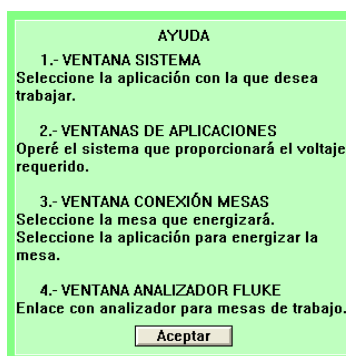 AYUDA
1.- VENTANA SISTEMA
Seleccione la aplicación con la que desea
trabajar.
2.- VENTANAS DE APLICACIONES
Operé el sistema que proporcionará el voltaje
requerido.
3.- VENTANA CONEXIÓN MESAS
Seleccione la mesa que energizará.
Seleccione la aplicación para energizar la
mesa.
4.- VENTANA ANALIZADOR FLUKE
Enlace con analizador para mesas de trabajo.
Aceptar